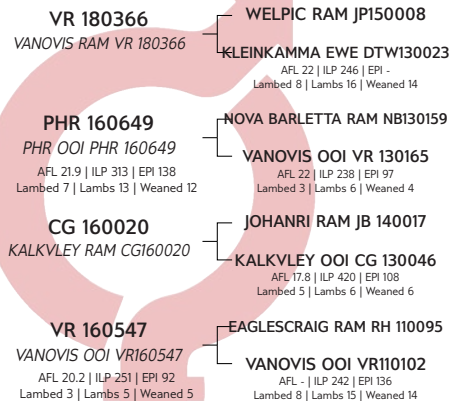 VR 180366
VANOVIS RAM VR 180366
WELPIC RAM JP150008
KLEINKAMMA EWE DTW130023
AFL 22 | ILP 246 | EPI -
Lambed 8 | Lambs 16 | Weaned 14
PHR 160649
PHR OOI PHR 160649
AFL 21.9 | ILP 313 | EPI 138
Lambed 7 | Lambs 13 | Weaned 12
NOVA BARLETTA RAM NB130159
VANOVIS OOI VR 130165
AFL 22 | ILP 238 | EPI 97
Lambed 3 | Lambs 6 | Weaned 4
CG 160020
KALKVLEY RAM CG160020
JOHANRI RAM JB 140017
KALKVLEY OOI CG 130046
AFL 17.8 | ILP 420 | EPI 108
Lambed 5 | Lambs 6 | Weaned 6
VR 160547
VANOVIS OOI VR160547
AFL 20.2 | ILP 251 | EPI 92
Lambed 3 | Lambs 5 | Weaned 5
EAGLESCRAIG RAM RH 110095
VANOVIS OOI VR110102
AFL - | ILP 242 | EPI 136
Lambed 8 | Lambs 15 | Weaned 14